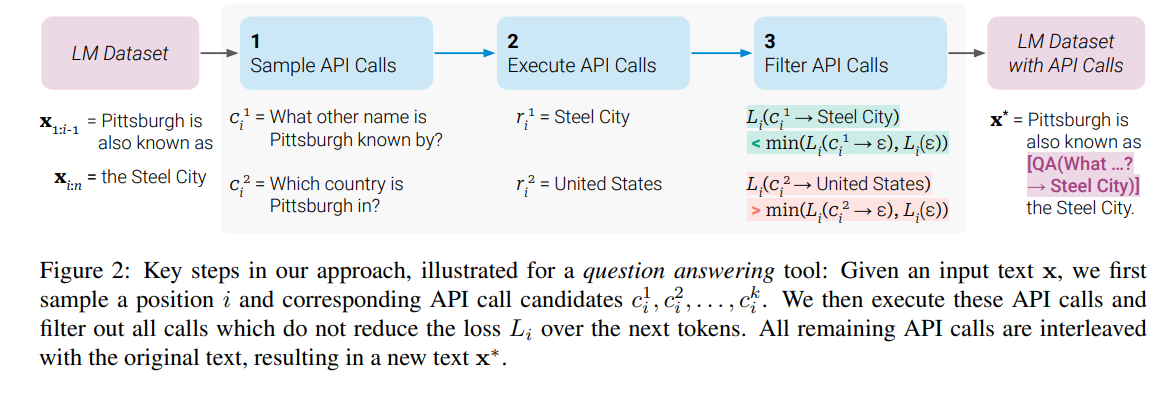 LM Dataset
1
Sample API Calls
2
Execute API Calls
3
Filter API Calls
LM Dataset
with API Calls
x₁:ᵢ₋₁ = Pittsburgh is
also known as
xᵢ:ₙ = the Steel City
cᵢ¹ = What other name is
Pittsburgh known by?
cᵢ² = Which country is
Pittsburgh in?
rᵢ¹ = Steel City
rᵢ² = United States
Lᵢ(cᵢ¹ → Steel City)
< min(Lᵢ(cᵢ¹ → ε), Lᵢ(ε))
Lᵢ(cᵢ² → United States)
> min(Lᵢ(cᵢ² → ε), Lᵢ(ε))
x* = Pittsburgh is
also known as
[QA(What ...?
→ Steel City)]
the Steel City.
Figure 2: Key steps in our approach, illustrated for a question answering tool: Given an input text x, we first
sample a position i and corresponding API call candidates cᵢ¹, cᵢ², . . . , cᵢᵏ. We then execute these API calls and
filter out all calls which do not reduce the loss Lᵢ over the next tokens. All remaining API calls are interleaved
with the original text, resulting in a new text x*.